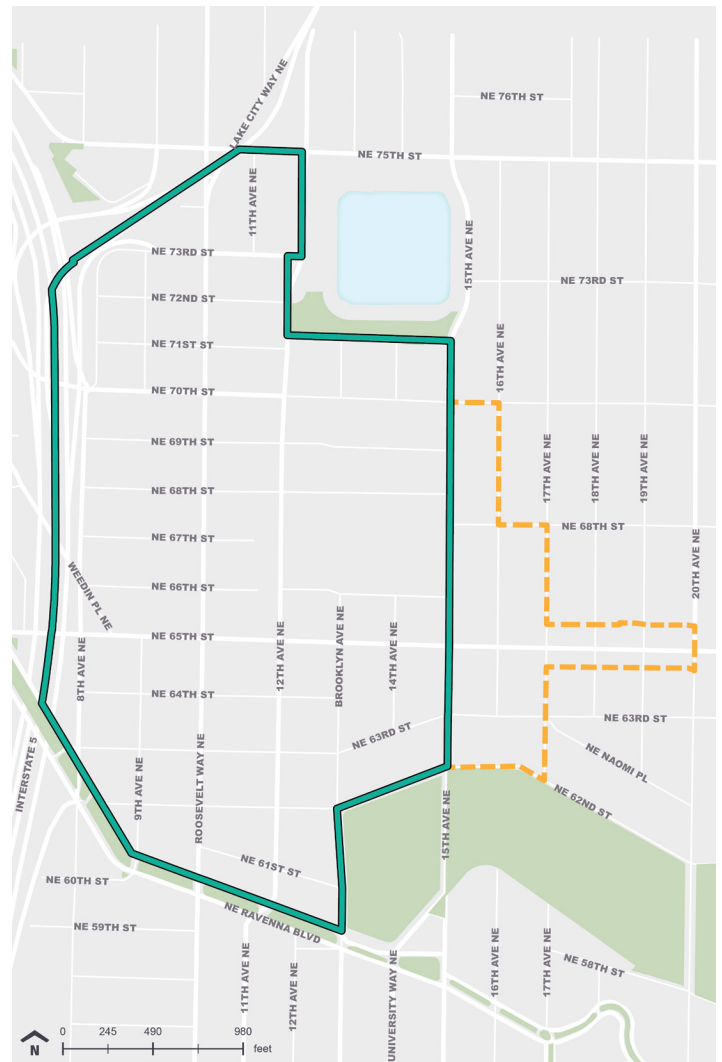 LAKE CITY WAY NE
NE 76TH ST
NE 75TH ST
11TH AVE NE
15TH AVE NE
NE 73RD ST
NE 73RD ST
NE 72ND ST
NE 71ST ST
16TH AVE NE
NE 70TH ST
NE 69TH ST
17TH AVE NE
18TH AVE NE
19TH AVE NE
NE 68TH ST
NE 68TH ST
NE 67TH ST
20TH AVE NE
WEEDIN PL NE
NE 66TH ST
NE 65TH ST
8TH AVE NE
12TH AVE NE
BROOKLYN AVE NE
14TH AVE NE
NE 64TH ST
NE 63RD ST
NE 63RD ST
INTERSTATE 5
9TH AVE NE
ROOSEVELT WAY NE
NE NAOMI PL
NE 62ND ST
15TH AVE NE
NE 61ST ST
NE 60TH ST
NE RAVENNA BLVD
NE 59TH ST
11TH AVE NE
12TH AVE NE
UNIVERSITY WAY NE
16TH AVE NE
17TH AVE NE
NE 58TH ST
N
0 245 490 980
feet